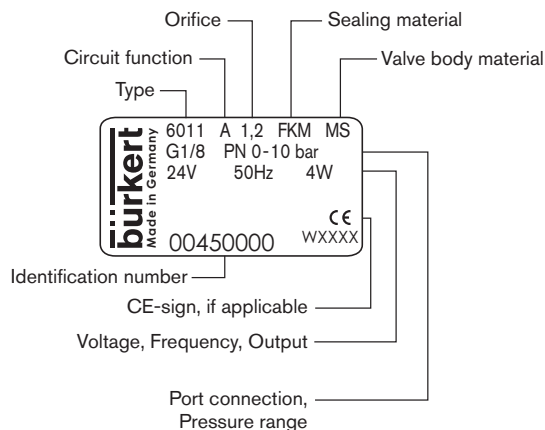 Orifice
Sealing material
Circuit function
Valve body material
Type
bürkert
Made in Germany
6011 A 1,2 FKM MS
G1/8 PN 0-10 bar
24V 50Hz 4W
CE
00450000
WXXXX
Identification number
CE-sign, if applicable
Voltage, Frequency, Output
Port connection,
Pressure range